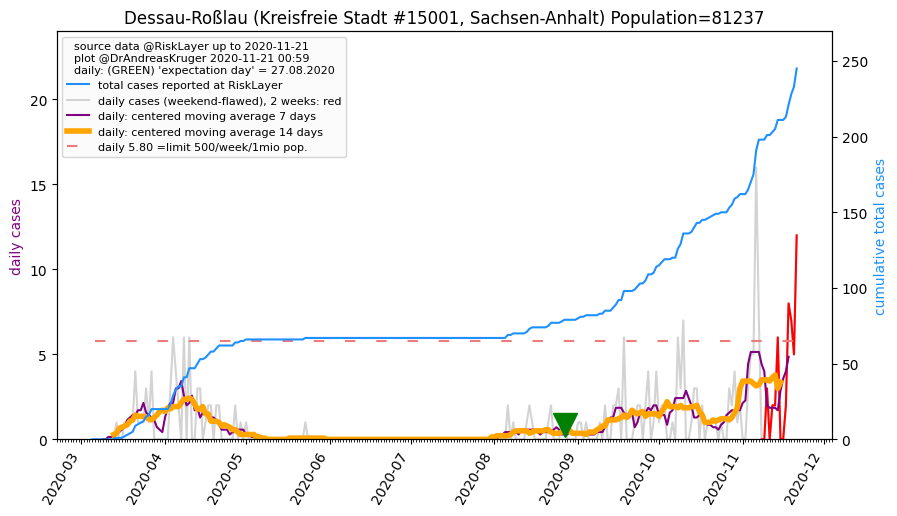 Dessau-Roßlau (Kreisfreie Stadt #15001, Sachsen-Anhalt) Population=81237
source data @RiskLayer up to 2020-11-21
plot @DrAndreasKruger 2020-11-21 00:59
daily: (GREEN) 'expectation day' = 27.08.2020
total cases reported at RiskLayer
daily cases (weekend-flawed), 2 weeks: red
daily: centered moving average 7 days
daily: centered moving average 14 days
daily 5.80 =limit 500/week/1mio pop.
daily cases
20
15
10
5
0
cumulative total cases
250
200
150
100
50
0
2020-03
2020-04
2020-05
2020-06
2020-07
2020-08
2020-09
2020-10
2020-11
2020-12